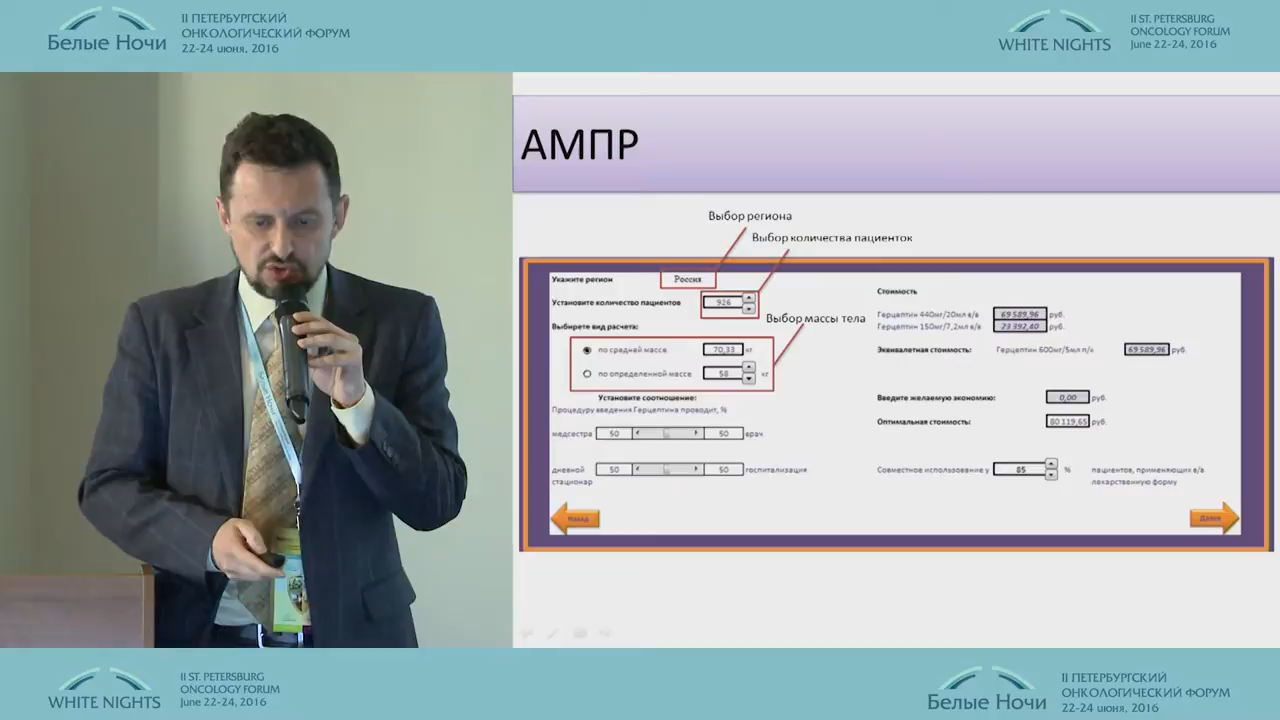 Белые Ночи
II ПЕТЕРБУРГСКИЙ
ОНКОЛОГИЧЕСКИЙ ФОРУМ
22-24 июня, 2016
WHITE NIGHTS
II ST. PETERSBURG
ONCOLOGY FORUM
June 22-24, 2016
АМПР
Выбор региона
Выбор количества пациенток
Укажите регион Россия
Установите количество пациентов 926
Выбор массы тела
Выбирете вид расчета:
по средней массе 70,33 кг
по определенной массе 58 кг
Установите соотношение:
Процедуру введения Герцептина проводит, %
медсестра 50 50 врач
дневной стационар 50 50 госпитализация
Назад
Стоимость
Герцептин 440мг/20мл в/в 69 589,96 руб.
Герцептин 150мг/7,2мл в/в 23 392,40 руб.
Эквивалетная стоимость: Герцептин 600мг/5мл п/к 69 589,96 руб.
Введите желаемую экономию: 0,00 руб.
Оптимальная стоимость: 80 119,65 руб.
Совместное использование у 85 % пациентов, применяющих в/в
лекарственную форму
Далее
WHITE NIGHTS
II ST. PETERSBURG
ONCOLOGY FORUM
June 22-24, 2016
Белые Ночи
II ПЕТЕРБУРГСКИЙ
ОНКОЛОГИЧЕСКИЙ ФОРУМ
22-24 июня, 2016